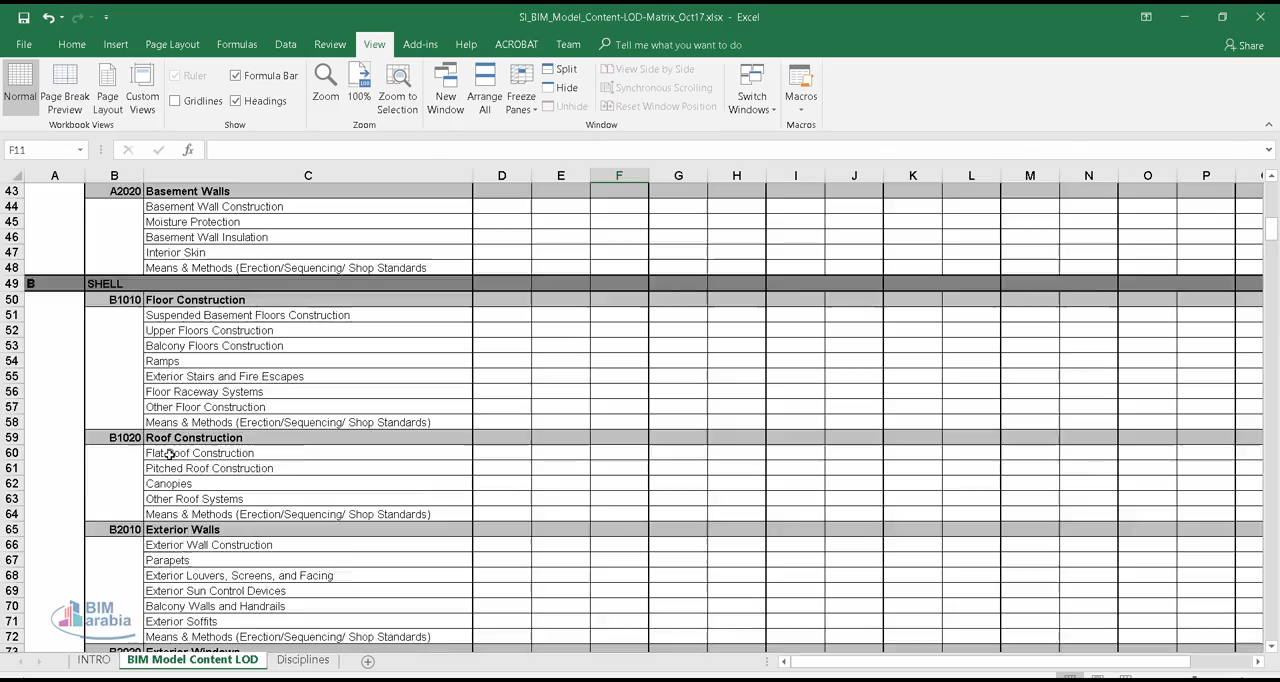 SI_BIM_Model_Content-LOD-Matrix_Oct17.xlsx - Excel
File Home Insert Page Layout Formulas Data Review View Add-ins Help ACROBAT Team Tell me what you want to do Share
Normal
Page Break Preview
Page Layout
Custom Views
Workbook Views
Ruler
Formula Bar
Gridlines
Headings
Show
Zoom
100%
Zoom to Selection
Zoom
New Window
Arrange All
Freeze Panes
Split
Hide
Unhide
View Side by Side
Synchronous Scrolling
Reset Window Position
Switch Windows
Window
Macros
Macros
F11 fx
A B C D E F G H I J K L M N O P
43 A2020 Basement Walls
44 Basement Wall Construction
45 Moisture Protection
46 Basement Wall Insulation
47 Interior Skin
48 Means & Methods (Erection/Sequencing/ Shop Standards
49 B SHELL
50 B1010 Floor Construction
51 Suspended Basement Floors Construction
52 Upper Floors Construction
53 Balcony Floors Construction
54 Ramps
55 Exterior Stairs and Fire Escapes
56 Floor Raceway Systems
57 Other Floor Construction
58 Means & Methods (Erection/Sequencing/ Shop Standards)
59 B1020 Roof Construction
60 Flat Roof Construction
61 Pitched Roof Construction
62 Canopies
63 Other Roof Systems
64 Means & Methods (Erection/Sequencing/ Shop Standards)
65 B2010 Exterior Walls
66 Exterior Wall Construction
67 Parapets
68 Exterior Louvers, Screens, and Facing
69 Exterior Sun Control Devices
70 Balcony Walls and Handrails
71 Exterior Soffits
72 Means & Methods (Erection/Sequencing/ Shop Standards)
73 B2020 Exterior Windows
BIM
arabia
INTRO BIM Model Content LOD Disciplines